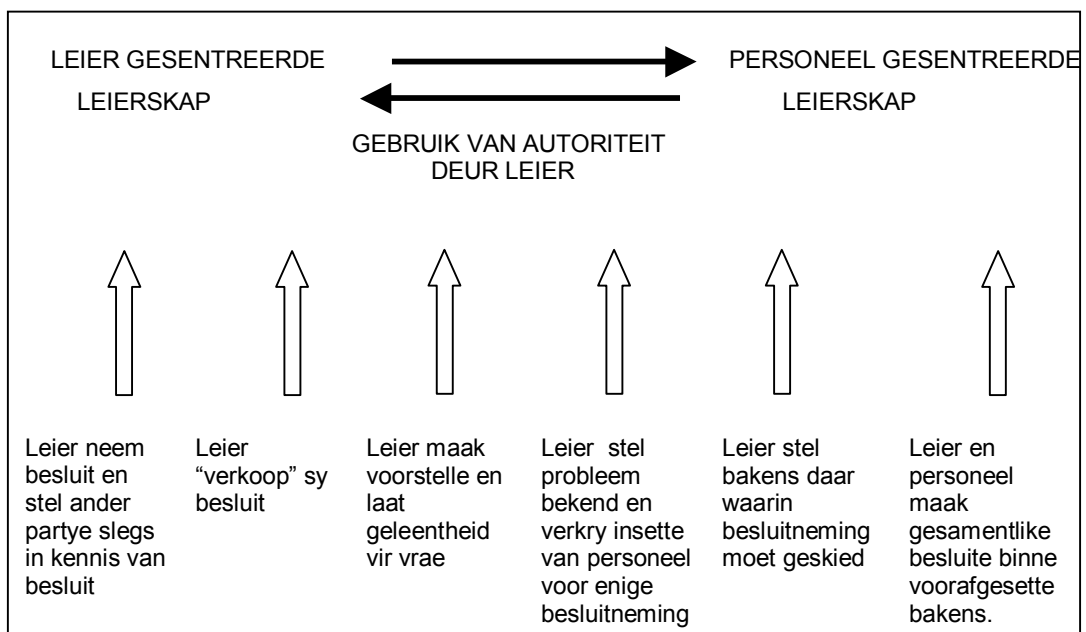 LEIER GESENTREERDE
LEIERSKAP
PERSONEEL GESENTREERDE
LEIERSKAP
GEBRUIK VAN AUTORITEIT
DEUR LEIER
Leier neem
besluit en
stel ander
partye slegs
in kennis van
besluit
Leier
“verkoop” sy
besluit
Leier maak
voorstelle en
laat
geleentheid
vir vrae
Leier stel
probleem
bekend en
verkry insette
van personeel
voor enige
besluitneming
Leier stel
bakens daar
waarin
besluitneming
moet geskied
Leier en
personeel
maak
gesamentlike
besluite binne
voorafgesette
bakens.